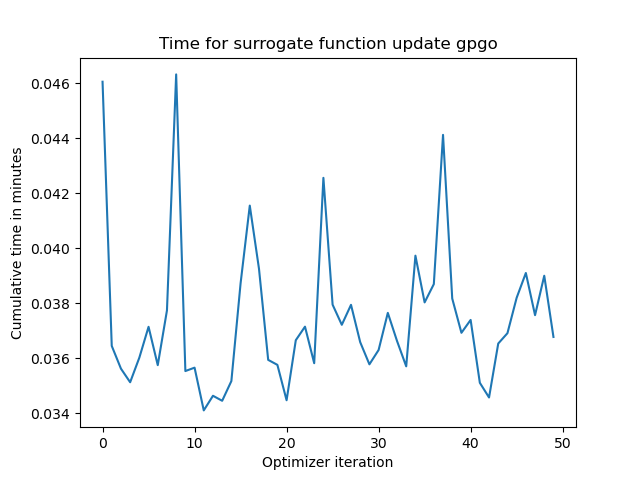 Time for surrogate function update gpgo
0.046
0.044
0.042
0.040
0.038
0.036
0.034
Cumulative time in minutes
0 10 20 30 40 50
Optimizer iteration